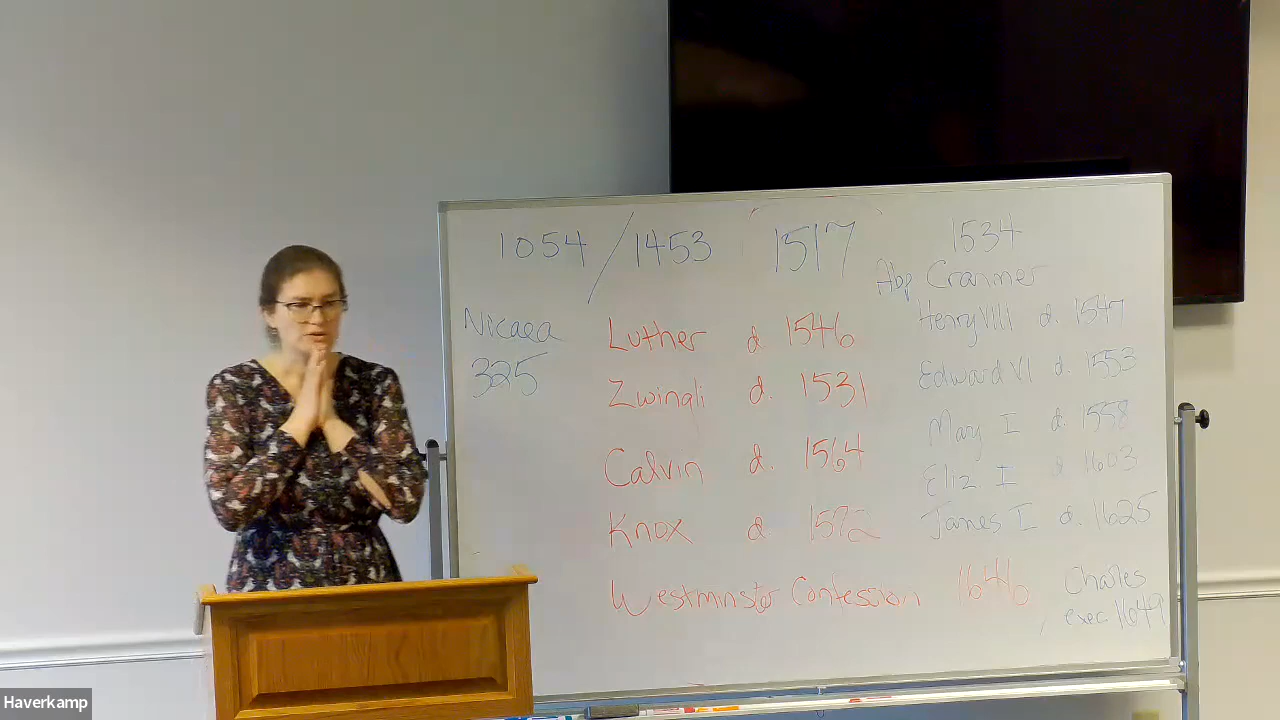 1054 / 1453 1517 1534
Abp Cranmer
Nicaea
325
Luther d 1546
Zwingli d. 1531
Calvin d. 1564
Knox d 1572
Westminster Confession 1646
Henry VIII d. 1547
Edward VI d. 1553
Mary I d. 1558
Eliz I d 1603
James I d. 1625
Charles
exec 1649
Haverkamp